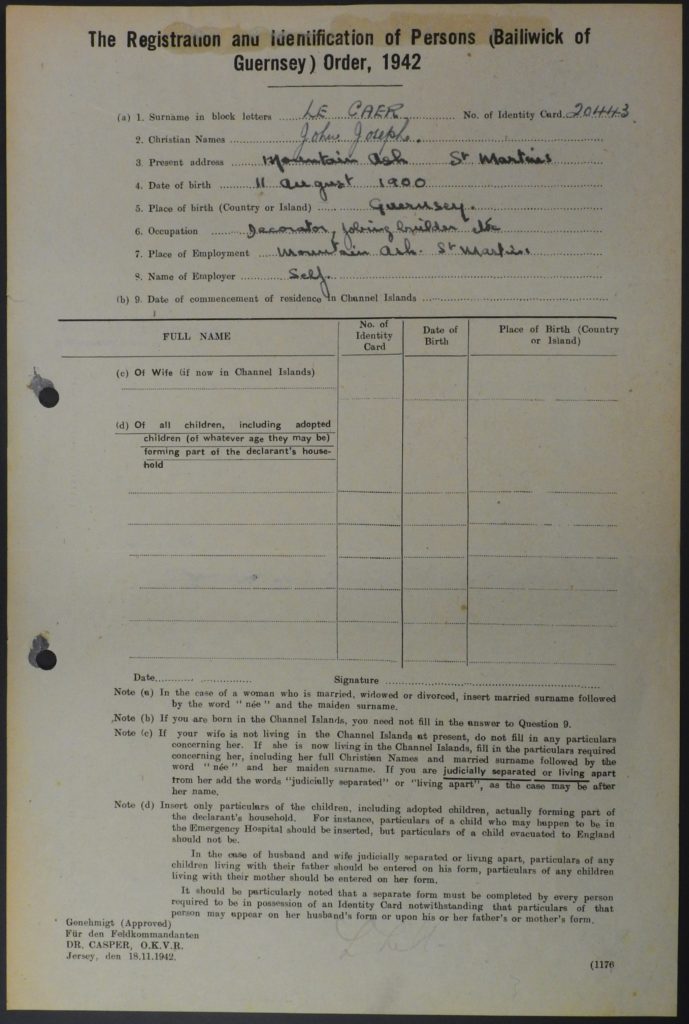 The Registration and Identification of Persons (Bailiwick of
Guernsey) Order, 1942
(a) 1. Surname in block letters LE CAER No. of Identity Card 20443
2. Christian Names John Joseph.
3. Present address Mountain Ash St Martins
4. Date of birth 11 August 1900
5. Place of birth (Country or Island) Guernsey.
6. Occupation Decorator, jobing builder etc
7. Place of Employment Mountain Ash. St Martins
8. Name of Employer Self.
(b) 9. Date of commencement of residence in Channel Islands
FULL NAME
No. of
Identity
Card
Date of
Birth
Place of Birth (Country
or Island)
(c) Of Wife (if now in Channel Islands)
(d) Of all children, including adopted
children (of whatever age they may be)
forming part of the declarant's house-
hold
Date Signature
Note (a) In the case of a woman who is married, widowed or divorced, insert married surname followed
by the word " née " and the maiden surname.
Note (b) If you are born in the Channel Islands, you need not fill in the answer to Question 9.
Note (c) If your wife is not living in the Channel Islands at present, do not fill in any particulars
concerning her. If she is now living in the Channel Islands, fill in the particulars required
concerning her, including her full Christian Names and married surname followed by the
word " née " and her maiden surname. If you are judicially separated or living apart
from her add the words "judicially separated" or "living apart", as the case may be after
her name.
Note (d) Insert only particulars of the children, including adopted children, actually forming part of
the declarant's household. For instance, particulars of a child who may happen to be in
the Emergency Hospital should be inserted, but particulars of a child evacuated to England
should not be.
In the case of husband and wife judicially separated or living apart, particulars of any
children living with their father should be entered on his form, particulars of any children
living with their mother should be entered on her form.
It should be particularly noted that a separate form must be completed by every person
required to be in possession of an Identity Card notwithstanding that particulars of that
person may appear on her husband's form or upon his or her father's or mother's form.
Gonehmigt (Approved)
Für den Feldkommandanten
DR. CASPER, O.K.V.R.
Jersey, den 18.11.1942.
(1176